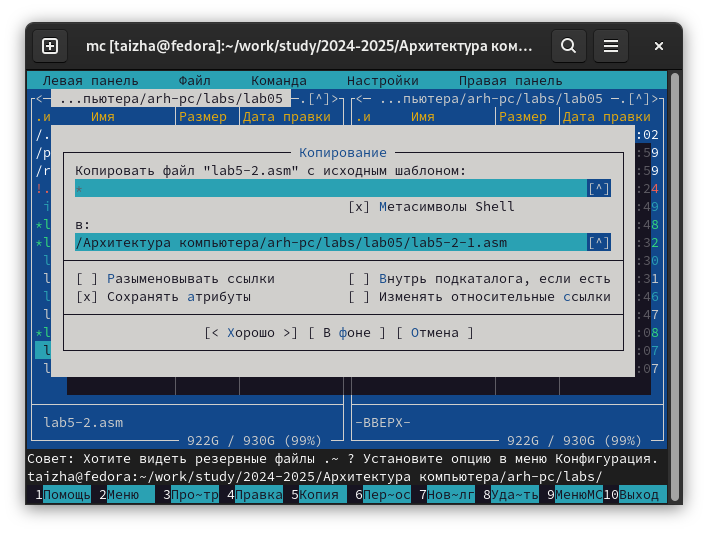 mc [taizha@fedora]:~/work/study/2024-2025/Архитектура ком…
Левая панель Файл Команда Настройки Правая панель
<─ ...пьютера/arh-pc/labs/lab05 ─.[^]> <─ ...пьютера/arh-pc/labs/lab05 ─.[^]>
.и Имя Размер Дата правки .и Имя Размер Дата правки
/. :02
/p :59
/r :59
!. :24
i :49
*l :48
*l :32
l :30
l :31
l :46
l :47
*l :08
l :07
l :07
Копирование
Копировать файл "lab5-2.asm" с исходным шаблоном:
* [^]
[x] Метасимволы Shell
в:
/Архитектура компьютера/arh-pc/labs/lab05/lab5-2-1.asm [^]
[ ] Разыменовывать ссылки [ ] Внутрь подкаталога, если есть
[x] Сохранять атрибуты [ ] Изменять относительные ссылки
[< Хорошо >] [ В фоне ] [ Отмена ]
lab5-2.asm -ВВЕРХ-
922G / 930G (99%) 922G / 930G (99%)
Совет: Хотите видеть резервные файлы .~ ? Установите опцию в меню Конфигурация.
taizha@fedora:~/work/study/2024-2025/Архитектура компьютера/arh-pc/labs/
1Помощь 2Меню 3Про~тр 4Правка 5Копия 6Пер~ос 7Нов~лг 8Уда~ть 9МенюМС 10Выход